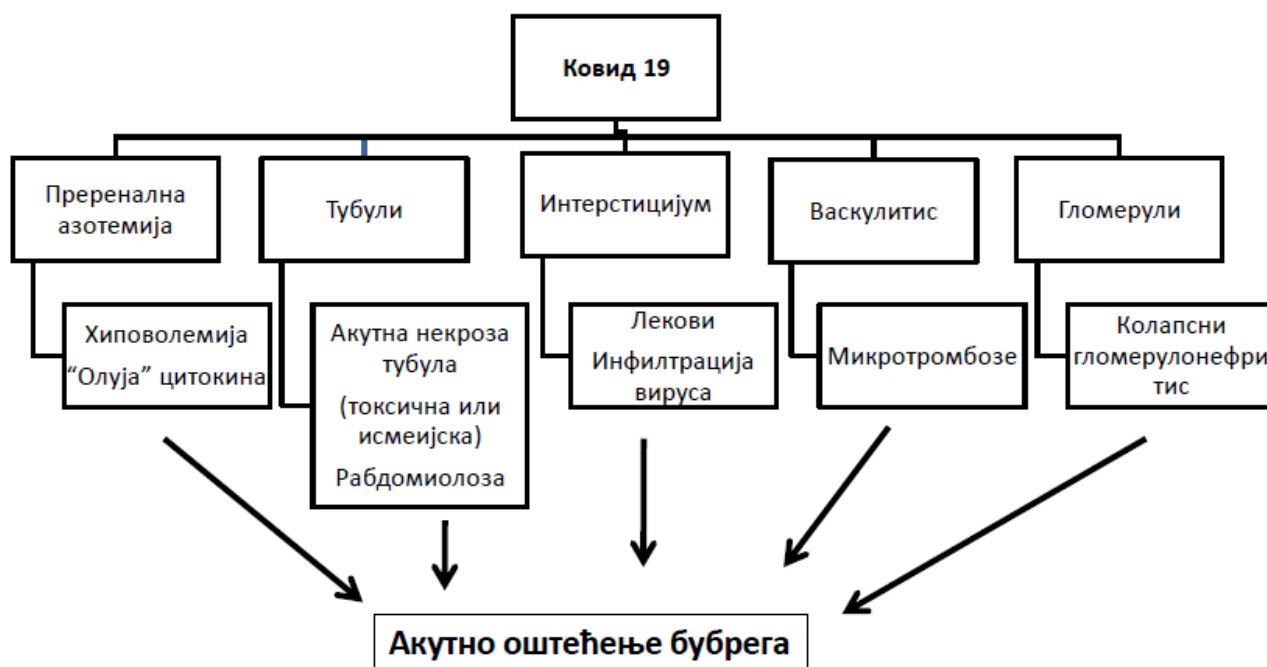 Ковид 19
Преренална
азотемија
Тубули
Интерстицијум
Васкулитис
Гломерули
Хиповолемија
“Олуја” цитокина
Акутна некроза
тубула
(токсична или
исмеијска)
Рабдомиолоза
Лекови
Инфилтрација
вируса
Микротромбозе
Колапсни
гломерулонефри
тис
Акутно оштећење бубрега